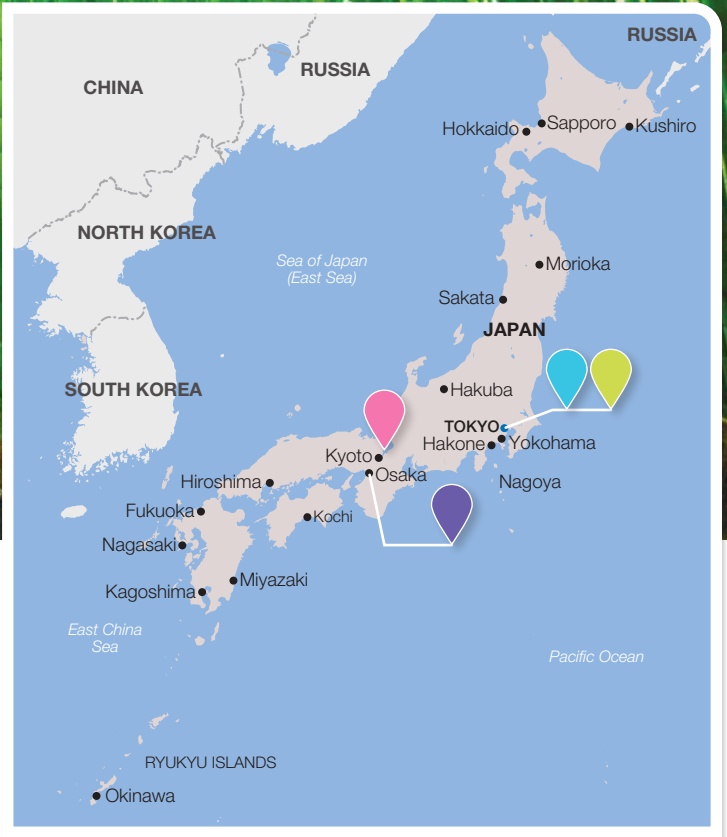 RUSSIA
CHINA
RUSSIA
Hokkaido
Sapporo
Kushiro
NORTH KOREA
Sea of Japan
(East Sea)
Morioka
Sakata
JAPAN
SOUTH KOREA
Hakuba
TOKYO
Hakone
Yokohama
Kyoto
Osaka
Nagoya
Hiroshima
Fukuoka
Kochi
Nagasaki
Miyazaki
Kagoshima
East China
Sea
Pacific Ocean
RYUKYU ISLANDS
Okinawa